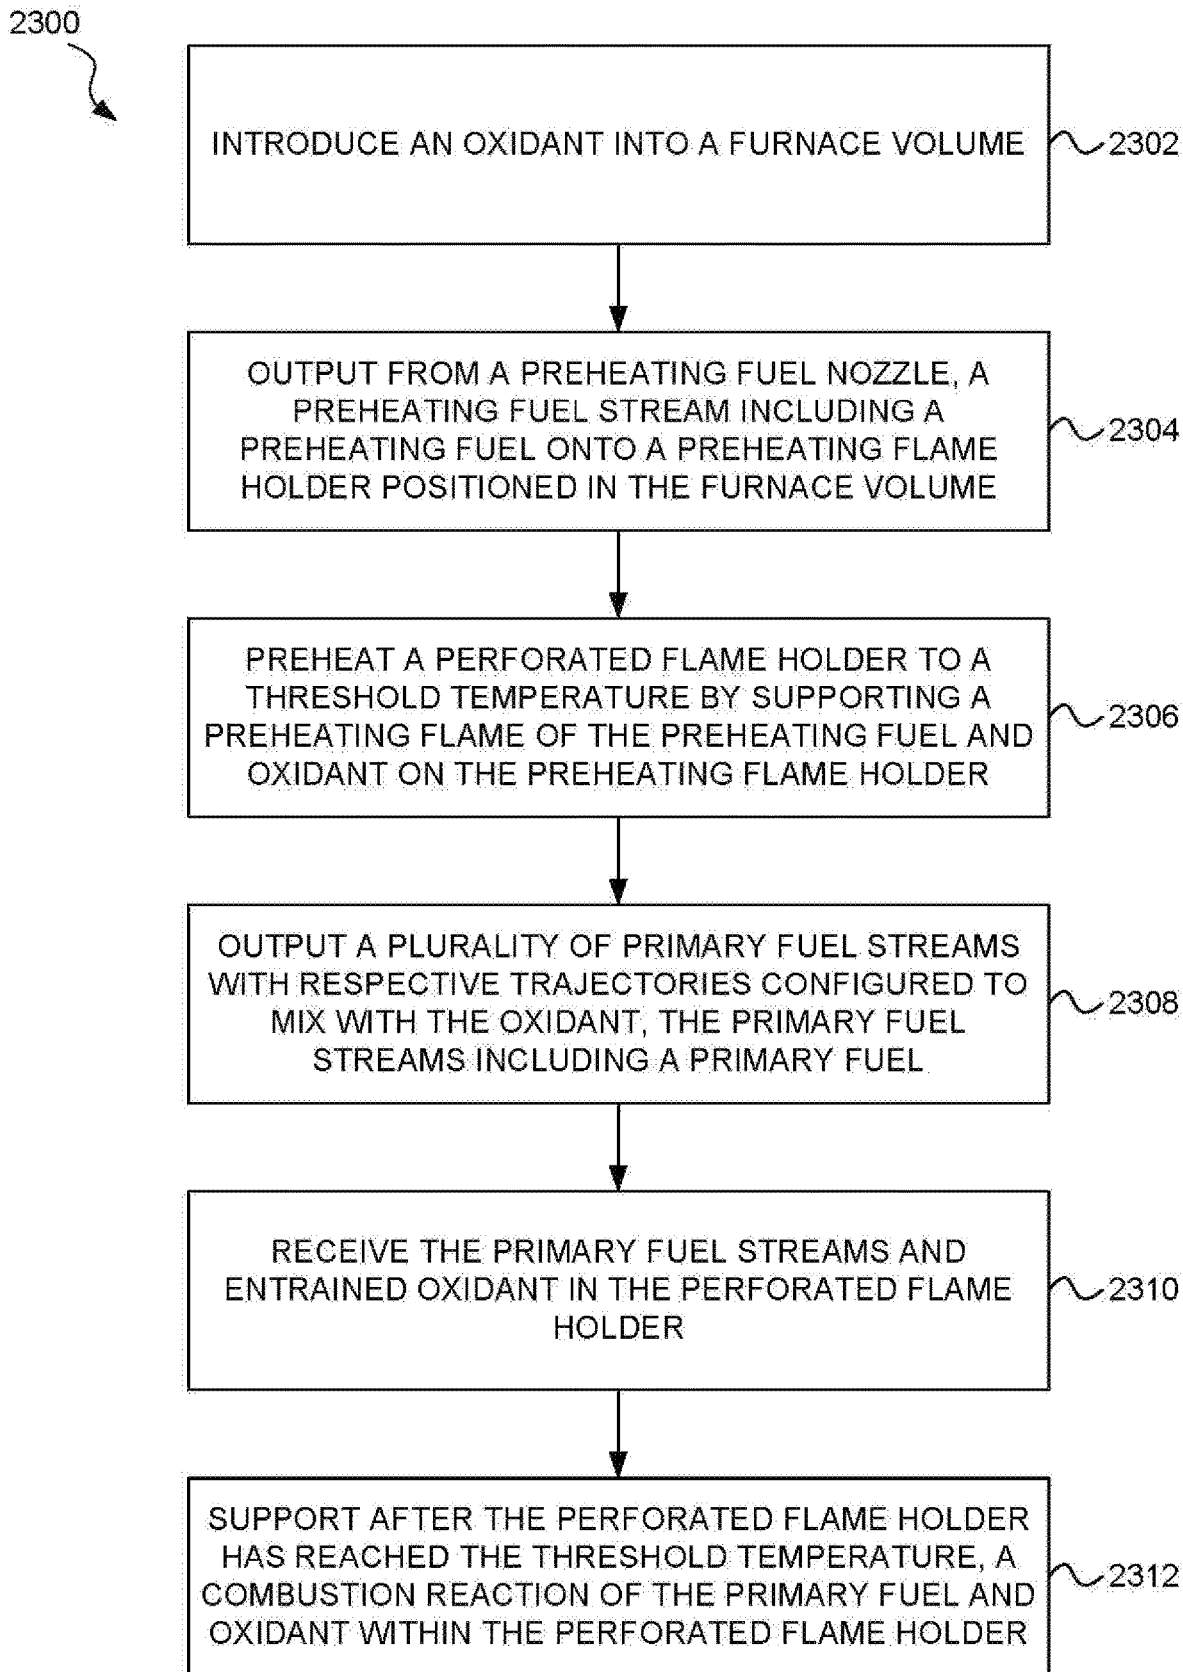 2300
INTRODUCE AN OXIDANT INTO A FURNACE VOLUME
2302
OUTPUT FROM A PREHEATING FUEL NOZZLE, A
PREHEATING FUEL STREAM INCLUDING A
PREHEATING FUEL ONTO A PREHEATING FLAME
HOLDER POSITIONED IN THE FURNACE VOLUME
2304
PREHEAT A PERFORATED FLAME HOLDER TO A
THRESHOLD TEMPERATURE BY SUPPORTING A
PREHEATING FLAME OF THE PREHEATING FUEL AND
OXIDANT ON THE PREHEATING FLAME HOLDER
2306
OUTPUT A PLURALITY OF PRIMARY FUEL STREAMS
WITH RESPECTIVE TRAJECTORIES CONFIGURED TO
MIX WITH THE OXIDANT, THE PRIMARY FUEL
STREAMS INCLUDING A PRIMARY FUEL
2308
RECEIVE THE PRIMARY FUEL STREAMS AND
ENTRAINED OXIDANT IN THE PERFORATED FLAME
HOLDER
2310
SUPPORT AFTER THE PERFORATED FLAME HOLDER
HAS REACHED THE THRESHOLD TEMPERATURE, A
COMBUSTION REACTION OF THE PRIMARY FUEL AND
OXIDANT WITHIN THE PERFORATED FLAME HOLDER
2312